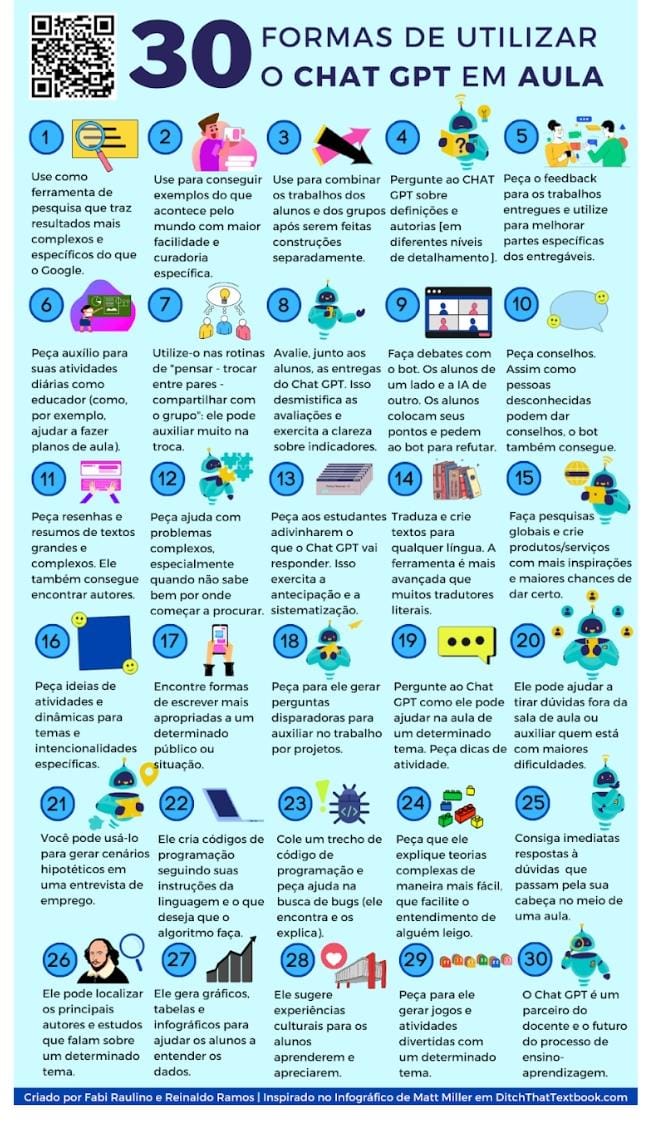 30 FORMAS DE UTILIZAR
O CHAT GPT EM AULA
1
Use como
ferramenta de
pesquisa que traz
resultados mais
complexos e
específicos do que
o Google.
2
Use para conseguir
exemplos do que
acontece pelo
mundo com maior
facilidade e
curadoria
específica.
3
Use para combinar
os trabalhos dos
alunos e dos grupos
após serem feitas
construções
separadamente.
4
Pergunte ao CHAT
GPT sobre
definições e
autorias [em
diferentes níveis
de detalhamento].
5
Peça o feedback
para os trabalhos
entregues e utilize
para melhorar
partes específicas
dos entregáveis.
6
Peça auxílio para
suas atividades
diárias como
educador (como,
por exemplo,
ajudar a fazer
planos de aula).
7
Utilize-o nas rotinas
de "pensar - trocar
entre pares -
compartilhar com
o grupo": ele pode
auxiliar muito na
troca.
8
Avalie, junto aos
alunos, as entregas
do Chat GPT. Isso
desmistifica as
avaliações e
exercita a clareza
sobre indicadores.
9
Faça debates com
o bot. Os alunos de
um lado e a IA de
outro. Os alunos
colocam seus
pontos e pedem
ao bot para refutar.
10
Peça conselhos.
Assim como
pessoas
desconhecidas
podem dar
conselhos, o bot
também consegue.
11
Peça resenhas e
resumos de textos
grandes e
complexos. Ele
também consegue
encontrar autores.
12
Peça ajuda com
problemas
complexos,
especialmente
quando não sabe
bem por onde
começar a procurar.
13
Peça aos estudantes
adivinharem o
que o Chat GPT vai
responder. Isso
exercita a
antecipação e a
sistematização.
14
Traduza e crie
textos para
qualquer língua. A
ferramenta é mais
avançada que
muitos tradutores
literais.
15
Faça pesquisas
globais e crie
produtos/serviços
com mais inspirações
e maiores chances de
dar certo.
16
Peça ideias de
atividades e
dinâmicas para
temas e
intencionalidades
específicas.
17
Encontre formas
de escrever mais
apropriadas a um
determinado
público ou
situação.
18
Peça para ele gerar
perguntas
disparadoras para
auxiliar no trabalho
por projetos.
19
Pergunte ao Chat
GPT como ele pode
ajudar na aula de
um determinado
tema. Peça dicas de
atividade.
20
Ele pode ajudar a
tirar dúvidas fora da
sala de aula ou
auxiliar quem está
com maiores
dificuldades.
21
Você pode usá-lo
para gerar cenários
hipotéticos em
uma entrevista de
emprego.
22
Ele cria códigos de
programação
seguindo suas
instruções da
linguagem e o que
deseja que o
algoritmo faça.
23
Cole um trecho de
código de
programação e
peça ajuda na
busca de bugs (ele
encontra e os
explica).
24
Peça que ele
explique teorias
complexas de
maneira mais fácil,
que facilite o
entendimento de
alguém leigo.
25
Consiga imediatas
respostas à
dúvidas que
passam pela sua
cabeça no meio de
uma aula.
26
Ele pode localizar
os principais
autores e estudos
que falam sobre
um determinado
tema.
27
Ele gera gráficos,
tabelas e
infográficos para
ajudar os alunos a
entender os
dados.
28
Ele sugere
experiências
culturais para os
alunos
aprenderem e
apreciarem.
29
Peça para ele
gerar jogos e
atividades
divertidas com
um determinado
tema.
30
O Chat GPT é um
parceiro do
docente e o futuro
do processo de
ensino-
aprendizagem.
Criado por Fabi Raulino e Reinaldo Ramos | Inspirado no Infográfico de Matt Miller em DitchThatTextbook.com